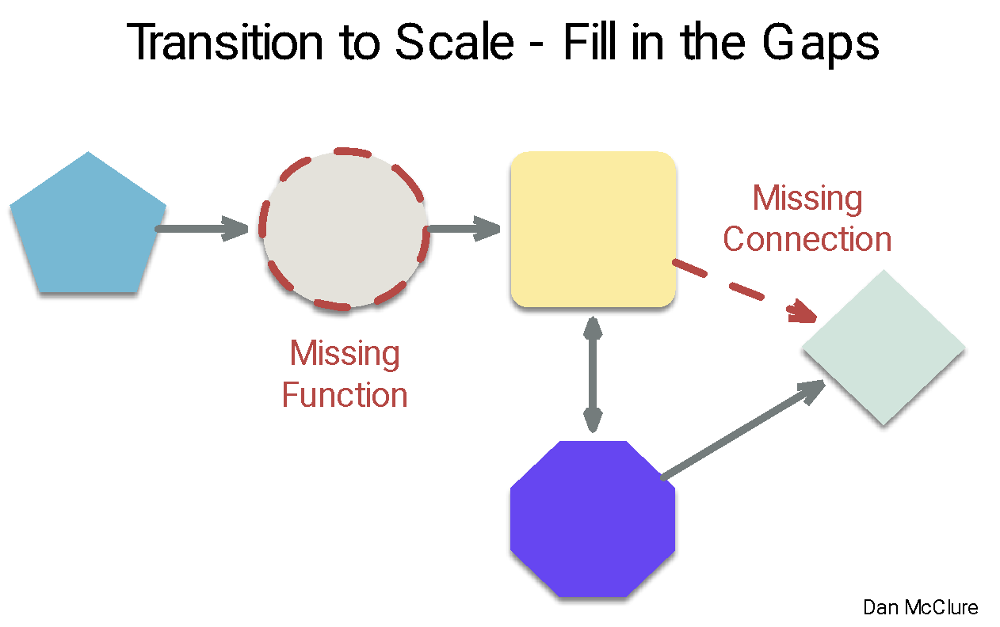 Transition to Scale - Fill in the Gaps
Missing
Connection
Missing
Function
Dan McClure